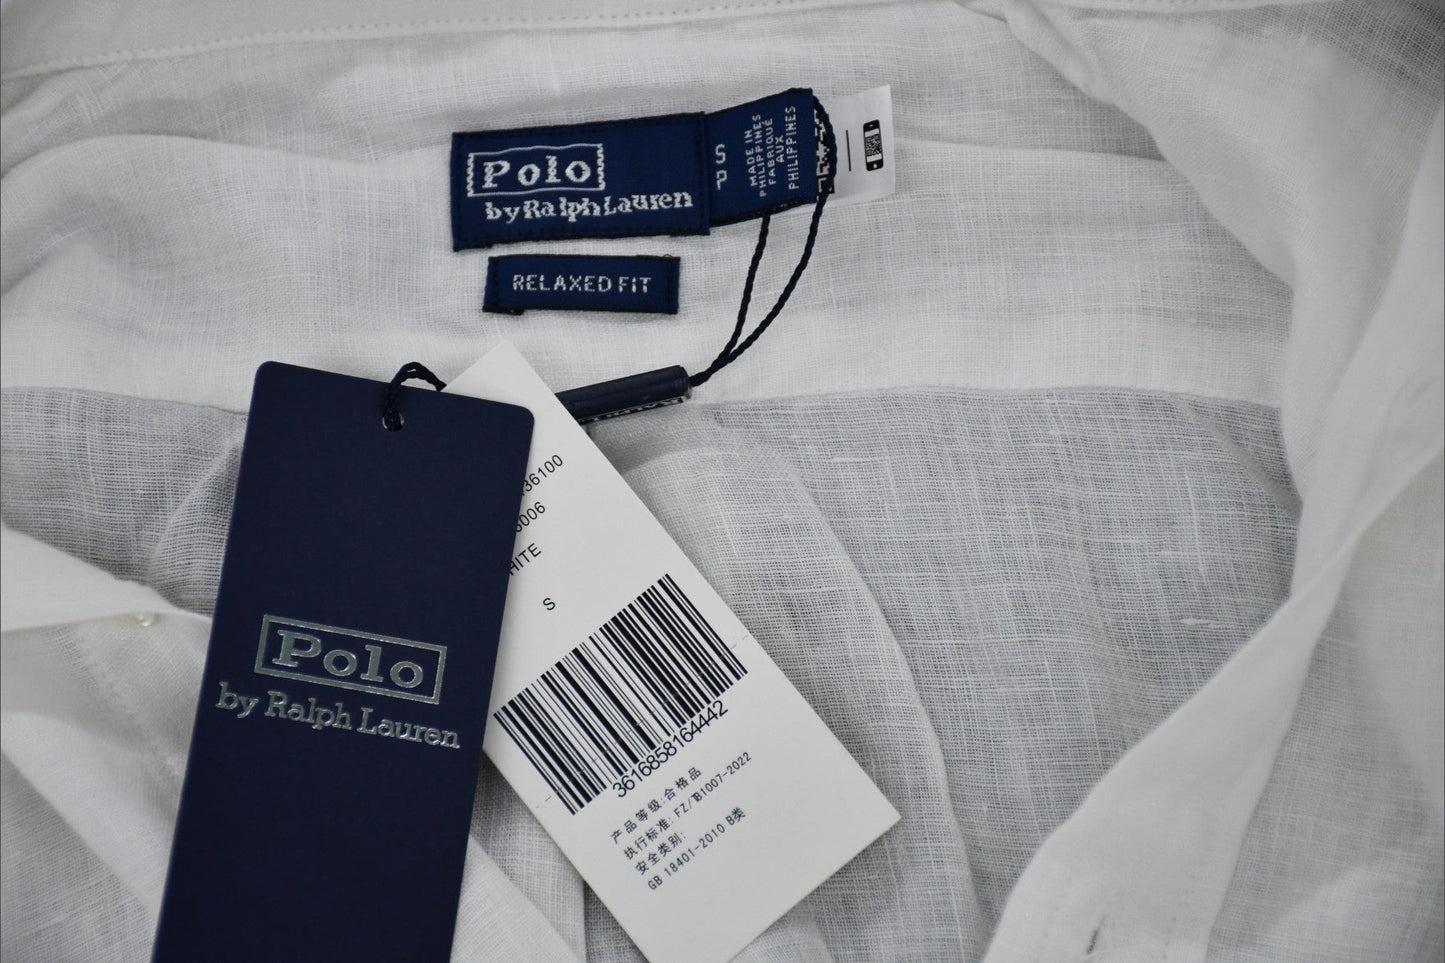 Polo
by Ralph Lauren
S
P
MADE IN
PHILIPPINES
FABRIQUÉ
AUX
PHILIPPINES
RELAXED FIT
36100
006
HITE
S
3616858164442
产品等级:合格品
执行标准: FZ/T81007-2022
安全类别:
GB 18401-2010 B类
Polo
by Ralph Lauren